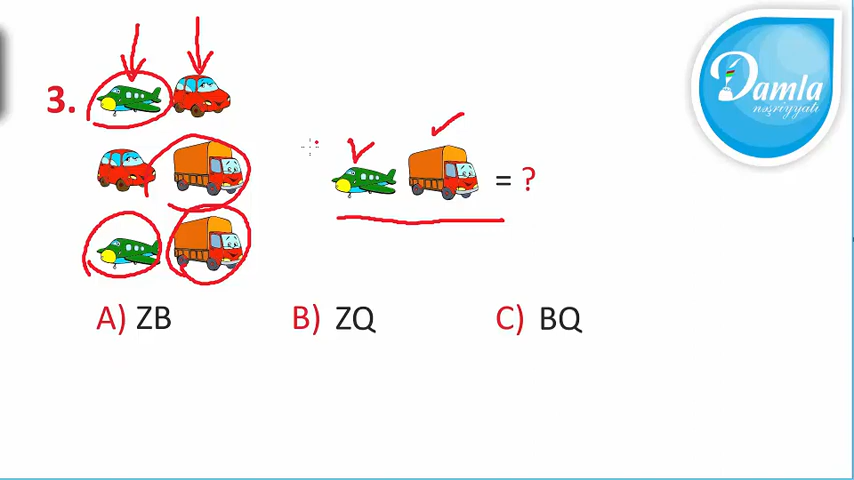 3.
Damla
nəşriyyatı
= ?
A) ZB
B) ZQ
C) BQ